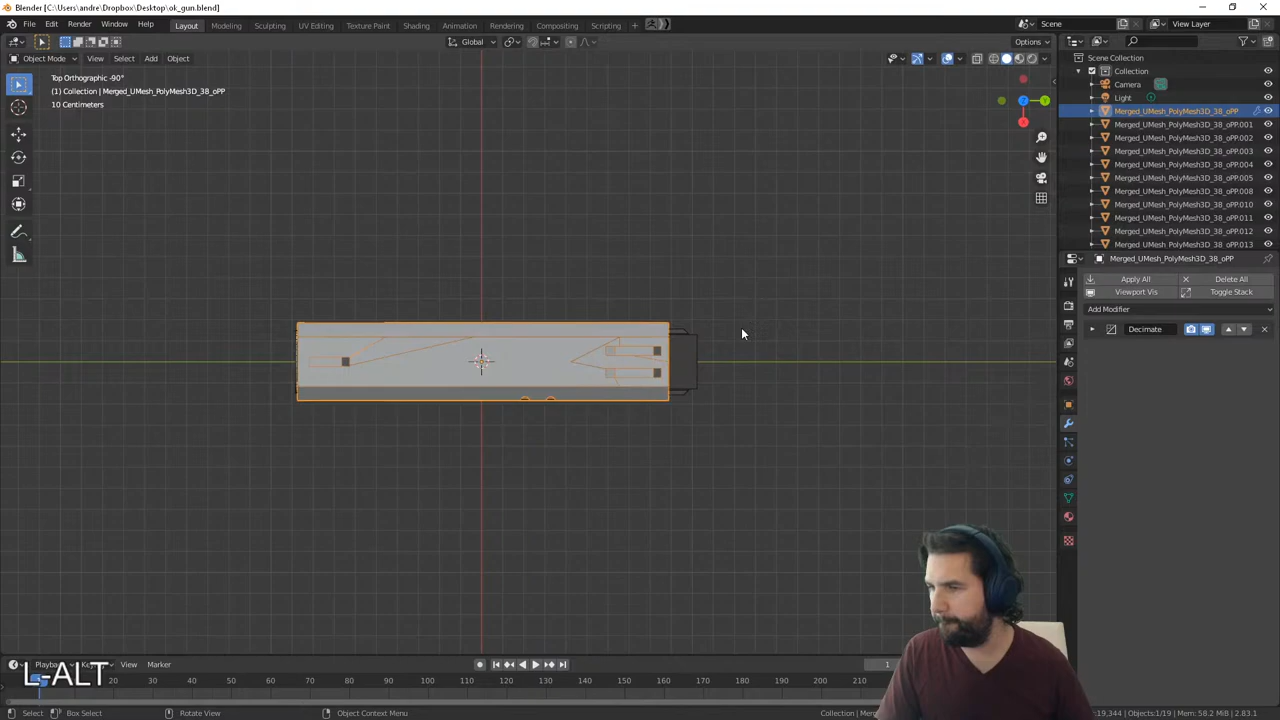 Blender [C:\Users\andre\Dropbox\Desktop\ok_gun.blend]
File Edit Render Window Help Layout Modeling Sculpting UV Editing Texture Paint Shading Animation Rendering Compositing Scripting Scene View Layer
Global Options
Object Mode View Select Add Object
Top Orthographic -90°
(1) Collection | Merged_UMesh_PolyMesh3D_38_oPP
10 Centimeters
Scene Collection
Collection
Camera
Light
Merged_UMesh_PolyMesh3D_38_oPP
Merged_UMesh_PolyMesh3D_38_oPP.001
Merged_UMesh_PolyMesh3D_38_oPP.002
Merged_UMesh_PolyMesh3D_38_oPP.003
Merged_UMesh_PolyMesh3D_38_oPP.004
Merged_UMesh_PolyMesh3D_38_oPP.005
Merged_UMesh_PolyMesh3D_38_oPP.008
Merged_UMesh_PolyMesh3D_38_oPP.010
Merged_UMesh_PolyMesh3D_38_oPP.011
Merged_UMesh_PolyMesh3D_38_oPP.012
Merged_UMesh_PolyMesh3D_38_oPP.013
Merged_UMesh_PolyMesh3D_38_oPP
Apply All Delete All
Viewport Vis Toggle Stack
Add Modifier
Decimate
Playback View Marker
1
L-ALT
20 30 40 50 60 70 80 90 100 110 120 130 140 150 160 170 180 190 200 210
Select Box Select Rotate View Object Context Menu
Collection 19,344 | Objects:1/19 | Mem: 58.2 MiB | 2.83.1